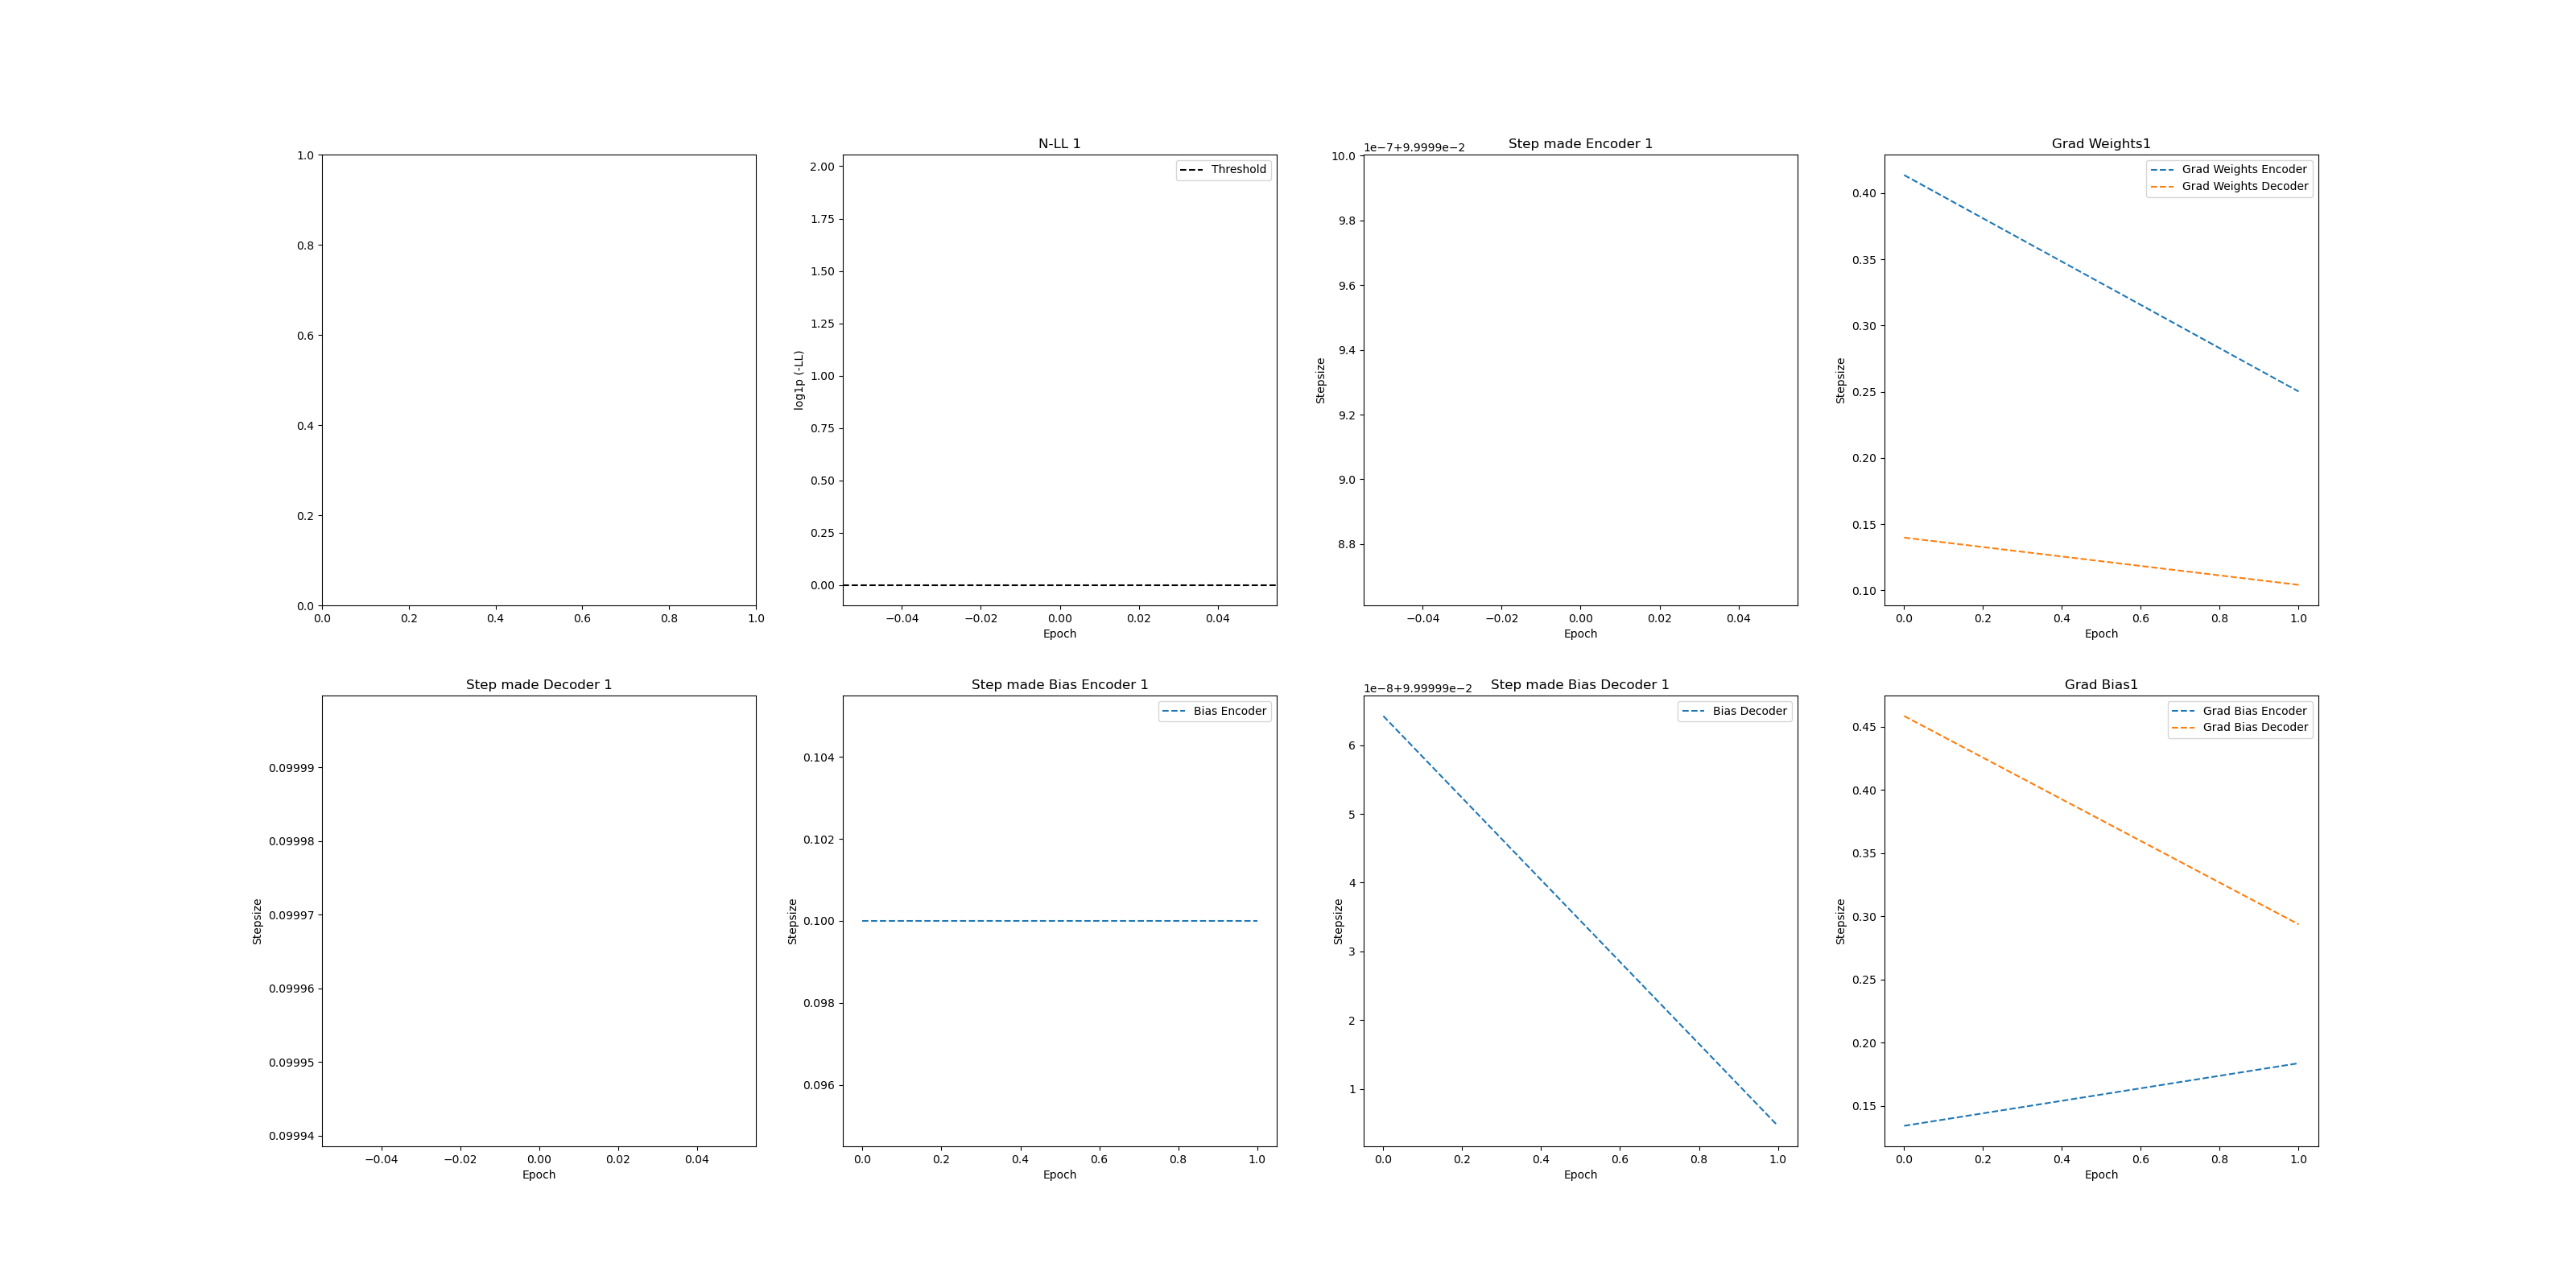 1.0
0.8
0.6
0.4
0.2
0.0
0.0 0.2 0.4 0.6 0.8 1.0
N-LL 1
Threshold
log1p (-LL)
2.00
1.75
1.50
1.25
1.00
0.75
0.50
0.25
0.00
−0.04 −0.02 0.00 0.02 0.04
Epoch
Step made Encoder 1
1e−7+9.9999e−2
Stepsize
10.0
9.8
9.6
9.4
9.2
9.0
8.8
−0.04 −0.02 0.00 0.02 0.04
Epoch
Grad Weights1
Grad Weights Encoder
Grad Weights Decoder
Stepsize
0.40
0.35
0.30
0.25
0.20
0.15
0.10
0.0 0.2 0.4 0.6 0.8 1.0
Epoch
Step made Decoder 1
Stepsize
0.09999
0.09998
0.09997
0.09996
0.09995
0.09994
−0.04 −0.02 0.00 0.02 0.04
Epoch
Step made Bias Encoder 1
Bias Encoder
Stepsize
0.104
0.102
0.100
0.098
0.096
0.0 0.2 0.4 0.6 0.8 1.0
Epoch
Step made Bias Decoder 1
1e−8+9.99999e−2
Bias Decoder
Stepsize
6
5
4
3
2
1
0.0 0.2 0.4 0.6 0.8 1.0
Epoch
Grad Bias1
Grad Bias Encoder
Grad Bias Decoder
Stepsize
0.45
0.40
0.35
0.30
0.25
0.20
0.15
0.0 0.2 0.4 0.6 0.8 1.0
Epoch